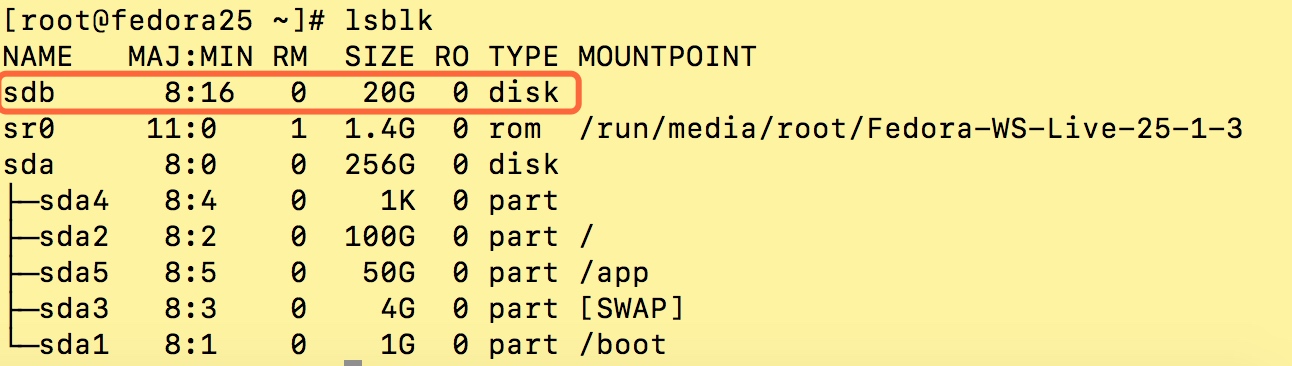 [root@fedora25 ~]# lsblk
NAME   MAJ:MIN RM   SIZE RO TYPE MOUNTPOINT
sdb      8:16   0    20G  0 disk
sr0     11:0    1   1.4G  0 rom  /run/media/root/Fedora-WS-Live-25-1-3
sda      8:0    0   256G  0 disk
├─sda4   8:4    0     1K  0 part
├─sda2   8:2    0   100G  0 part /
├─sda5   8:5    0    50G  0 part /app
├─sda3   8:3    0     4G  0 part [SWAP]
└─sda1   8:1    0     1G  0 part /boot